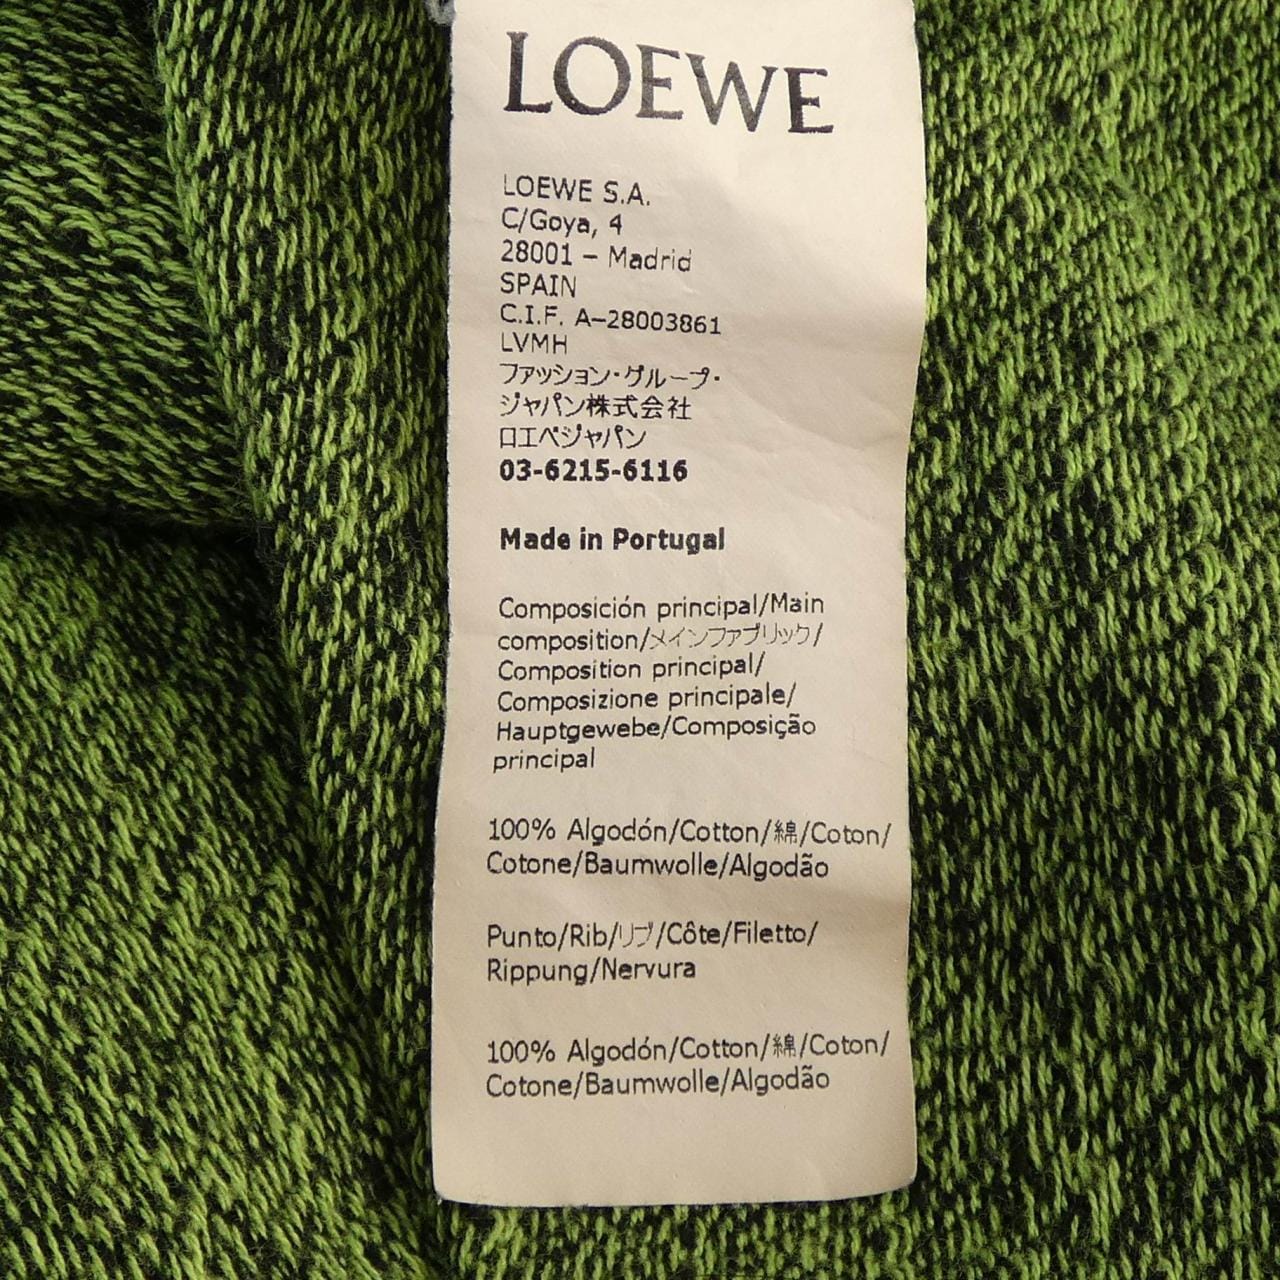 LOEWE
LOEWE S.A.
C/Goya, 4
28001 – Madrid
SPAIN
C.I.F. A–28003861
LVMH
ファッション・グループ・
ジャパン株式会社
ロエベジャパン
03-6215-6116
Made in Portugal
Composición principal/Main
composition/メインファブリック/
Composition principal/
Composizione principale/
Hauptgewebe/Composição
principal
100% Algodón/Cotton/綿/Coton/
Cotone/Baumwolle/Algodão
Punto/Rib/リブ/Côte/Filetto/
Rippung/Nervura
100% Algodón/Cotton/綿/Coton/
Cotone/Baumwolle/Algodão